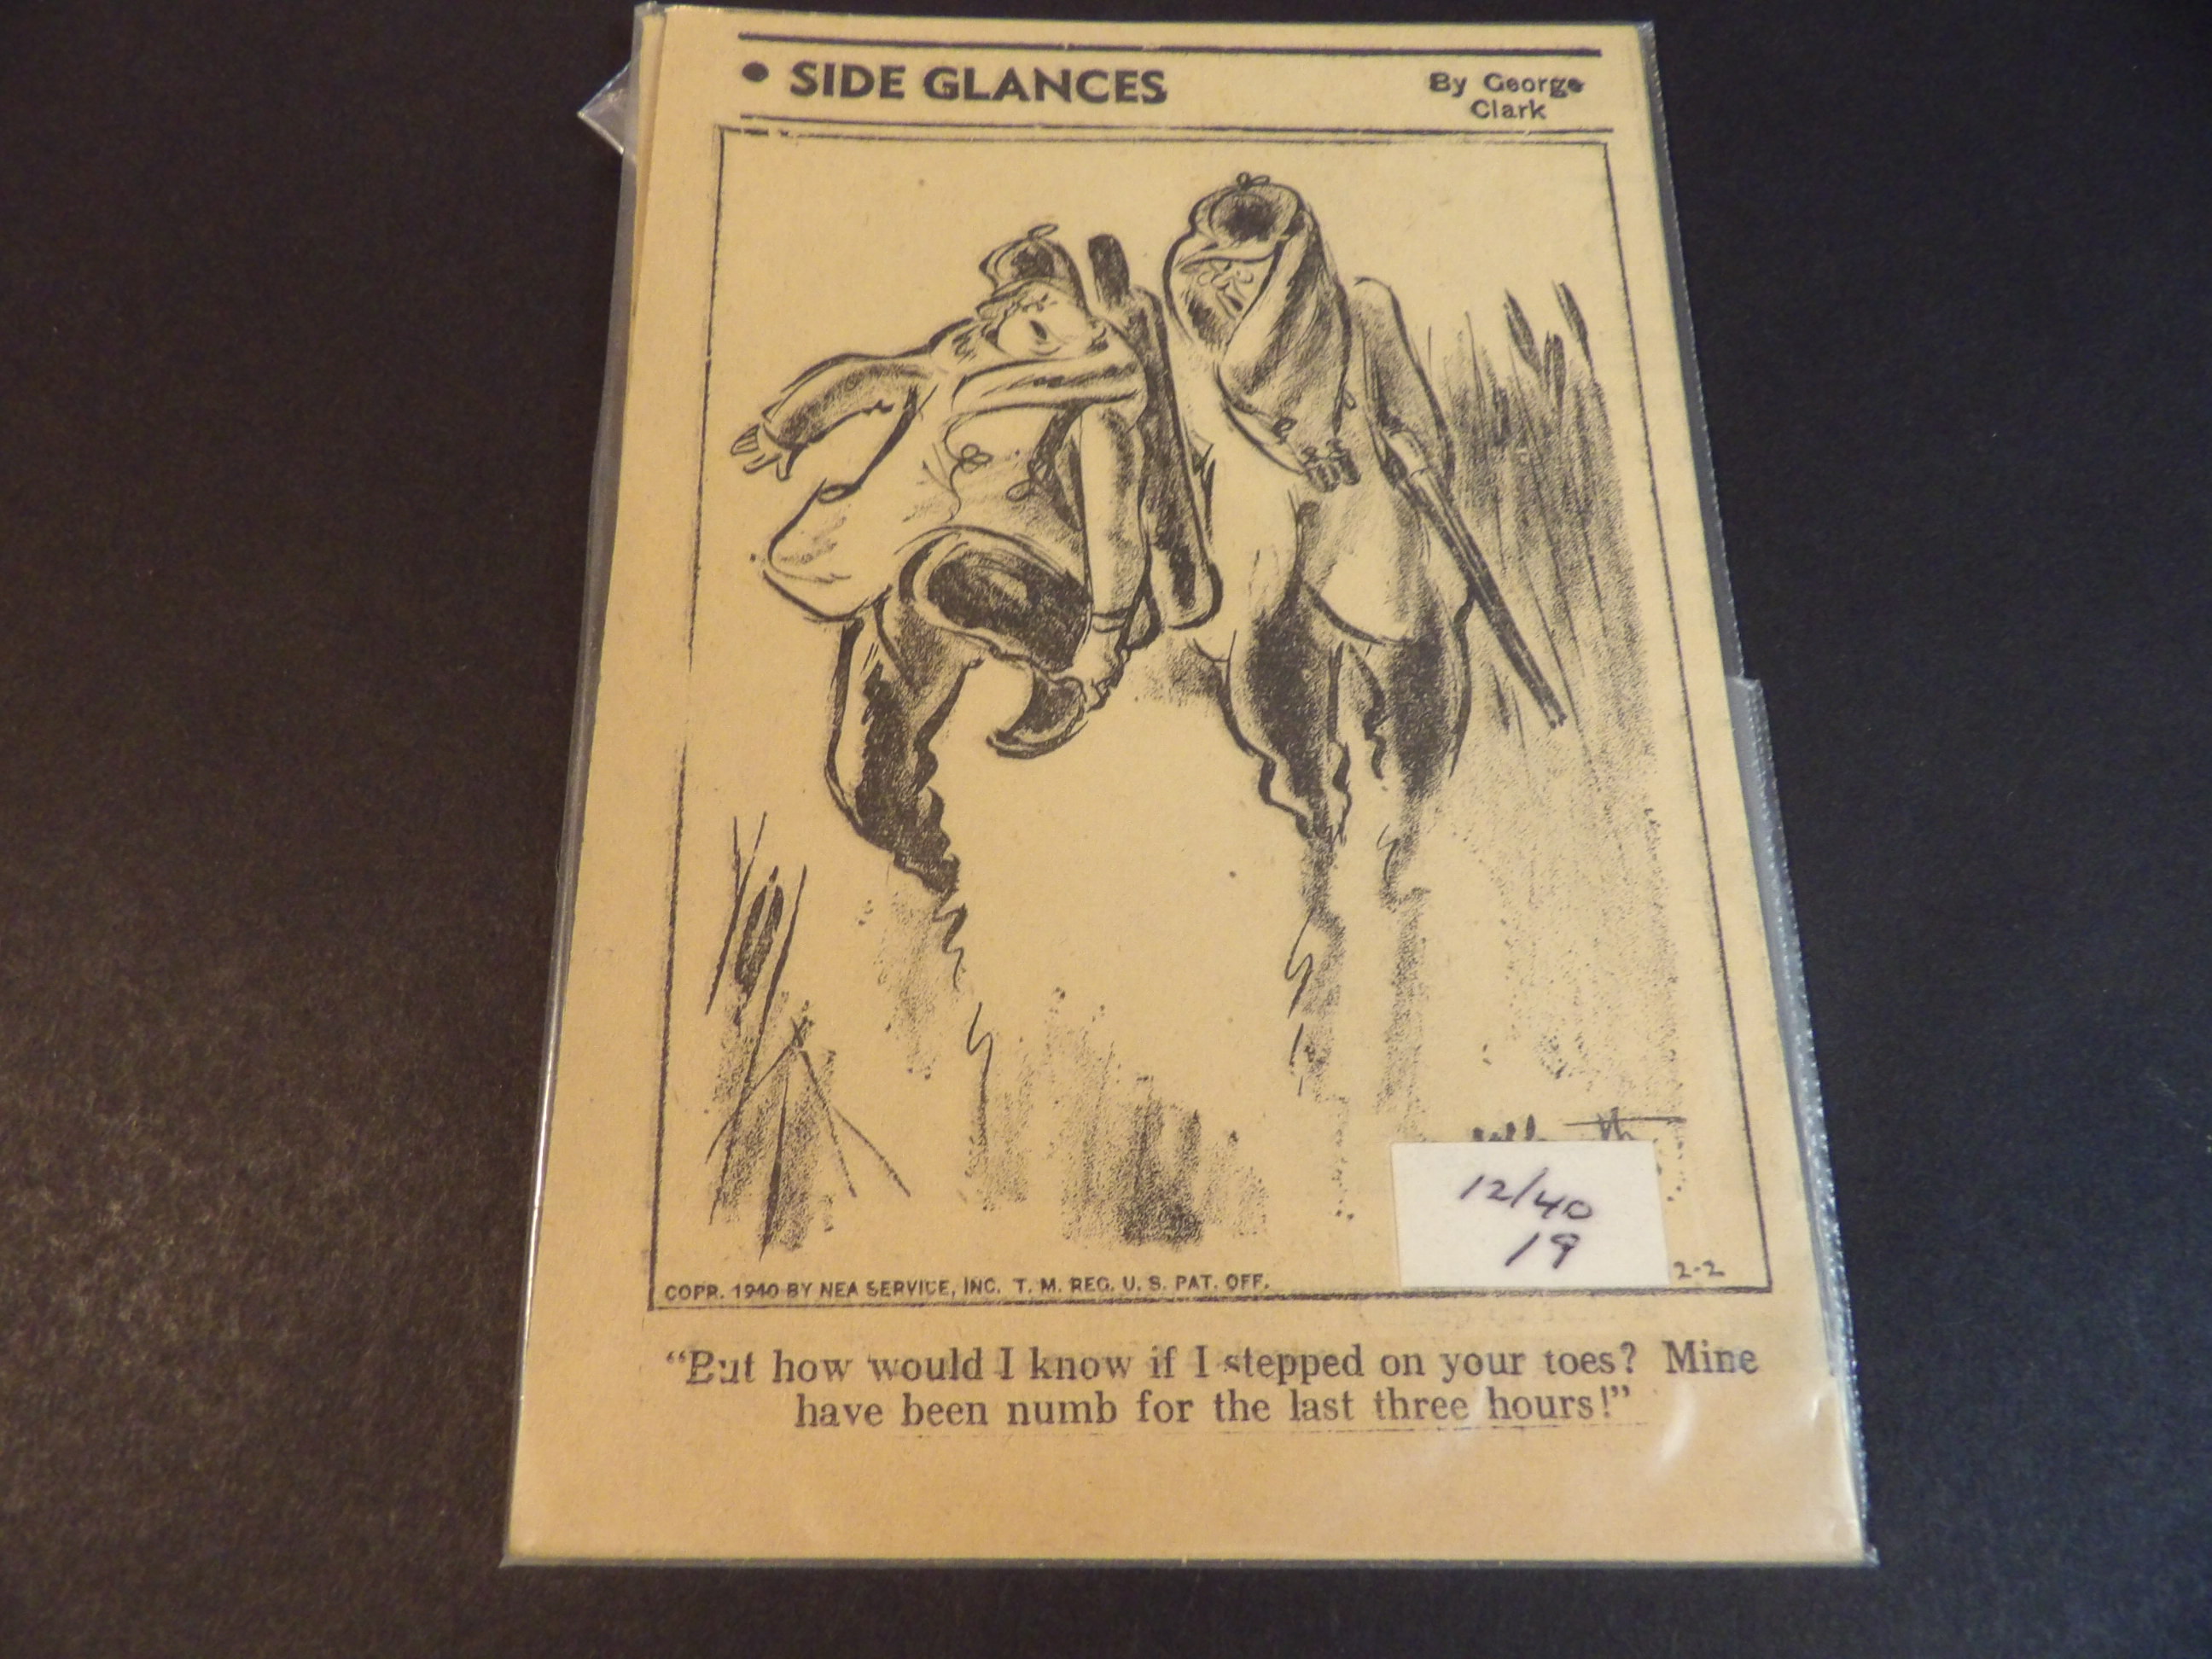 • SIDE GLANCES
By George
Clark
12/40
19
2-2
COPR. 1940 BY NEA SERVICE, INC. T. M. REG. U. S. PAT. OFF.
"But how would I know if I stepped on your toes? Mine
have been numb for the last three hours!"